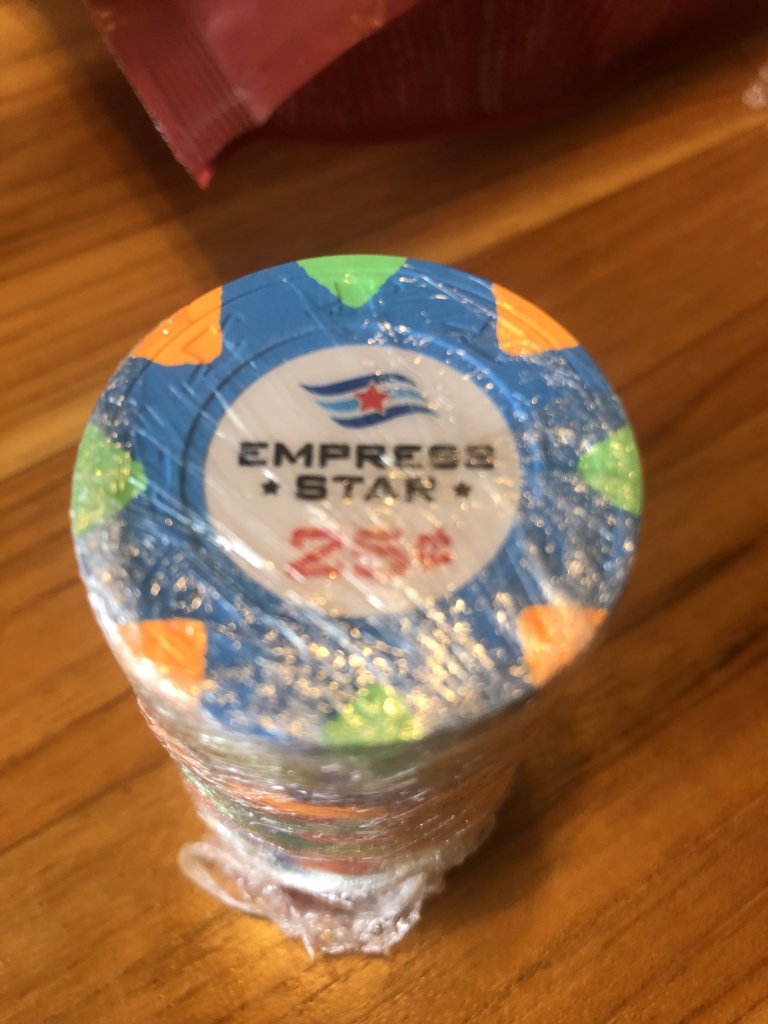 EMPRESS
★ STAR ★
25¢